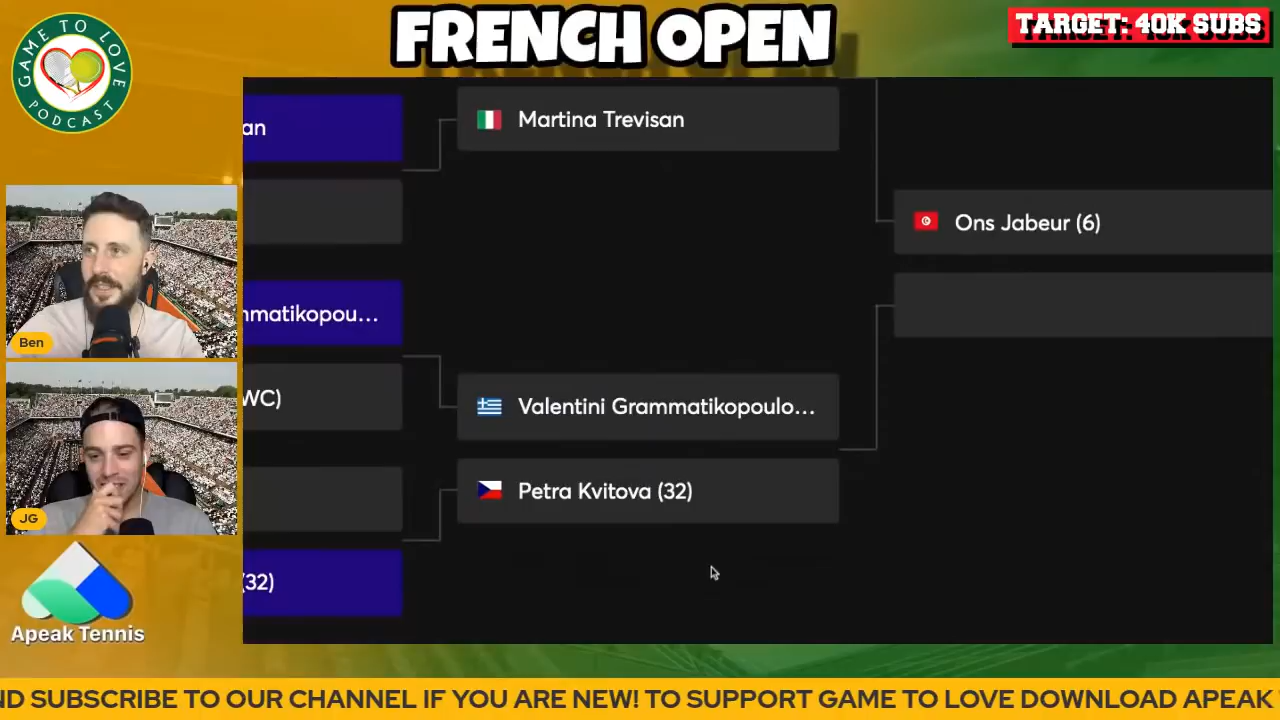 GAME TO LOVE
PODCAST
FRENCH OPEN
TARGET: 40K SUBS
an
Martina Trevisan
Ons Jabeur (6)
nmatikopou...
WC)
Valentini Grammatikopoulo...
Petra Kvitova (32)
(32)
Ben
JG
Apeak Tennis
ND SUBSCRIBE TO OUR CHANNEL IF YOU ARE NEW! TO SUPPORT GAME TO LOVE DOWNLOAD APEAK